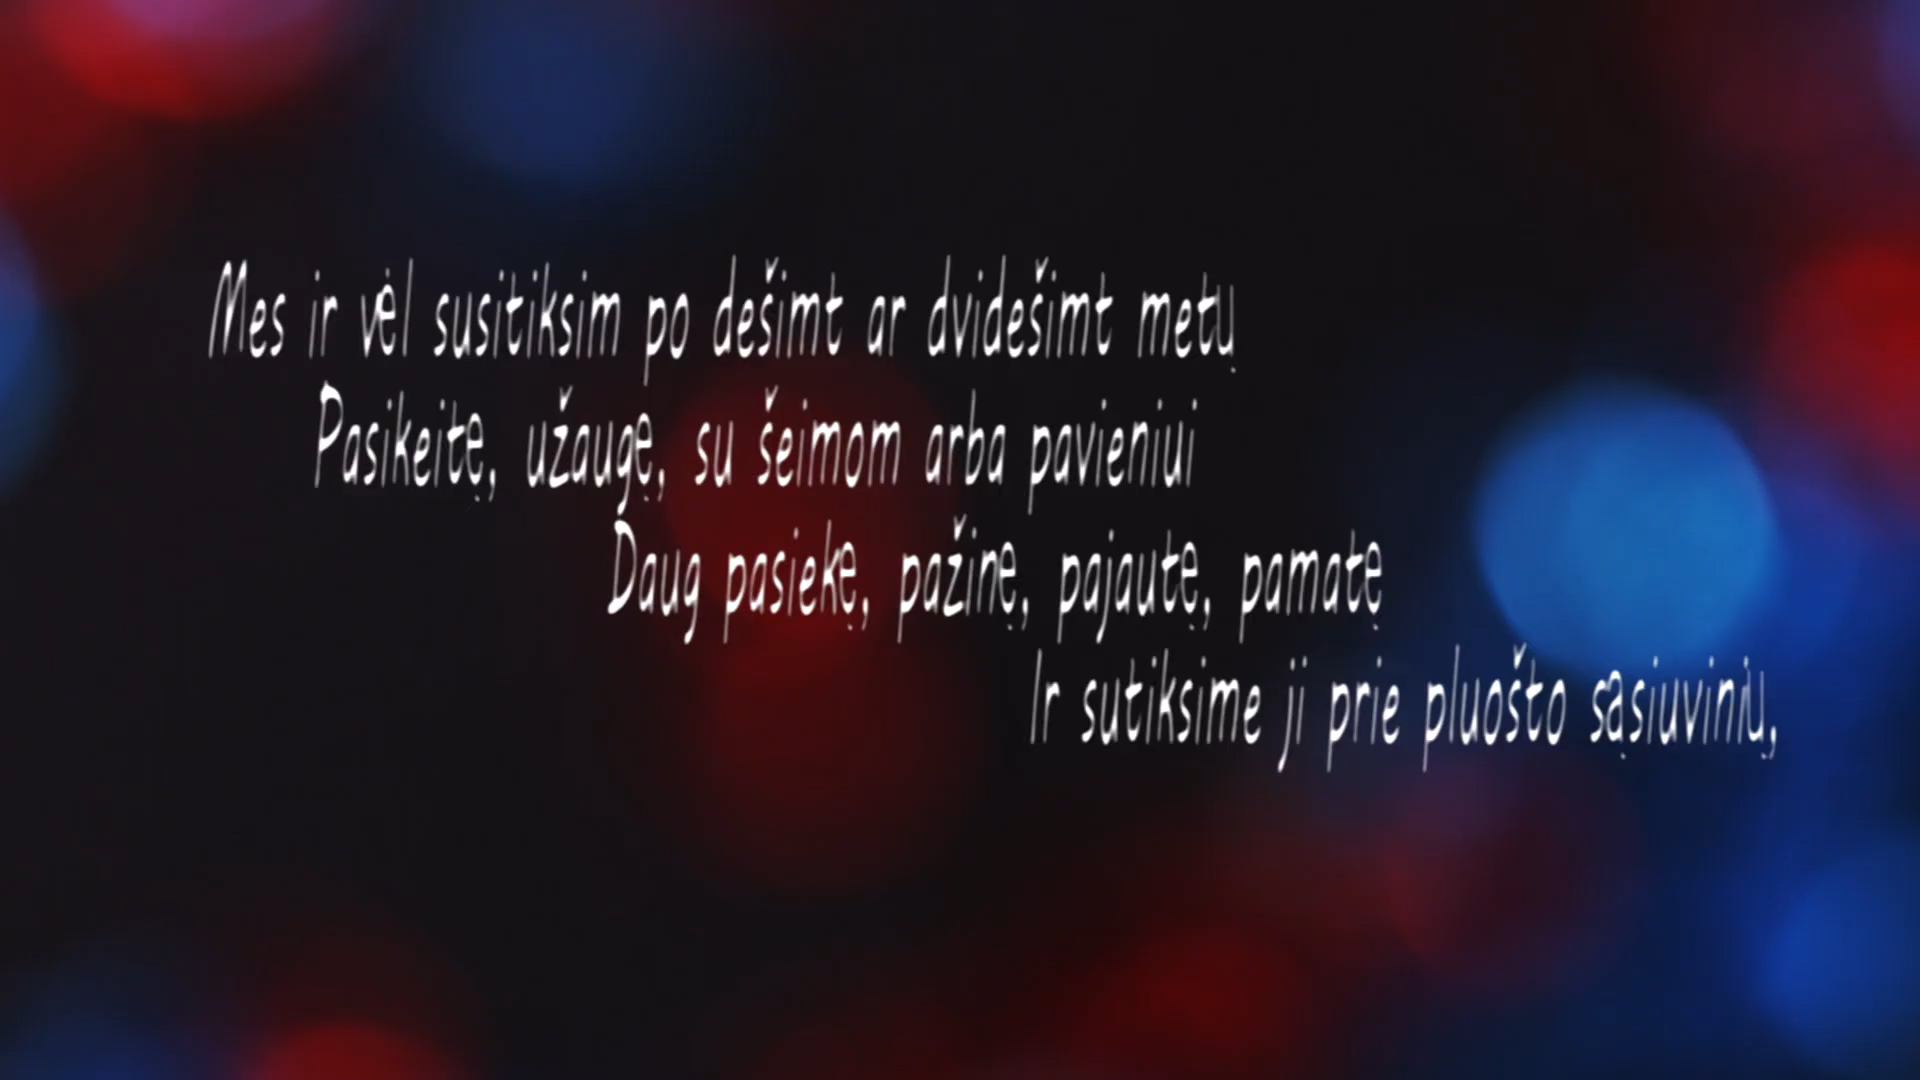 Mes ir vėl susitiksim po dešimt ar dvidešimt metų
Pasikeitę, užaugę, su šeimom arba pavieniui
Daug pasiekę, pažinę, pajautę, pamatę
Ir sutiksime ji prie pluošto sąsiuvinių,